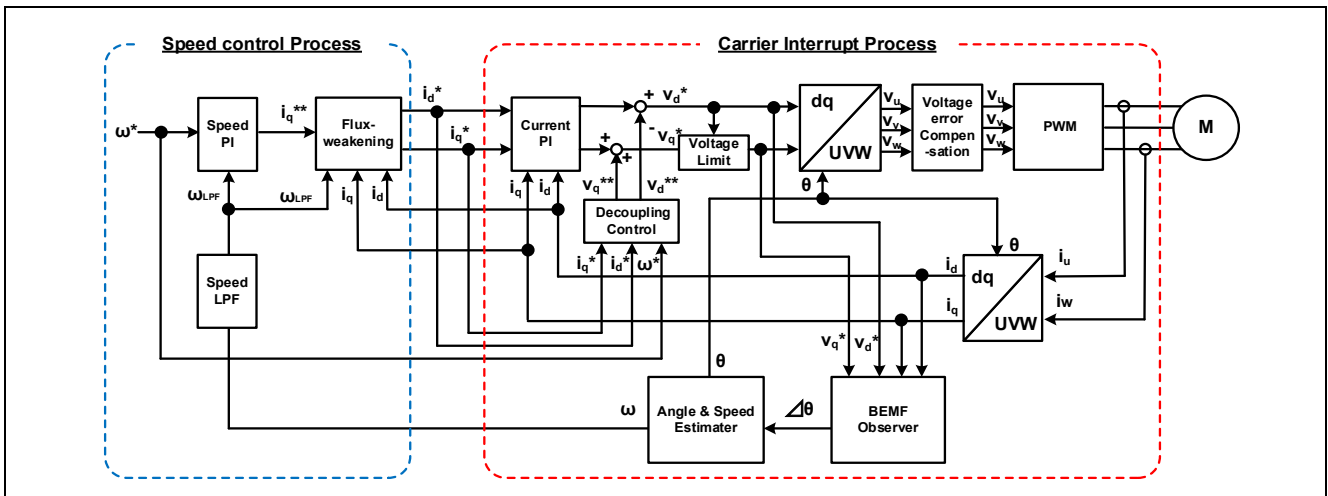 Speed control Process
Carrier Interrupt Process
ω*
Speed
PI
iq**
Flux-
weakening
id*
iq*
Current
PI
+
vd*
-
vq*
+
+
Voltage
Limit
dq
UVW
vu
vv
vw
Voltage
error
Compen
-sation
vu
vv
vw
PWM
M
ωLPF
ωLPF
iq
id
iq
id
vq**
vd**
θ
Decoupling
Control
iq*
id*
ω*
Speed
LPF
θ
id
iq
dq
UVW
iu
iw
θ
vq*
vd*
ω
Angle & Speed
Estimater
⊿θ
BEMF
Observer